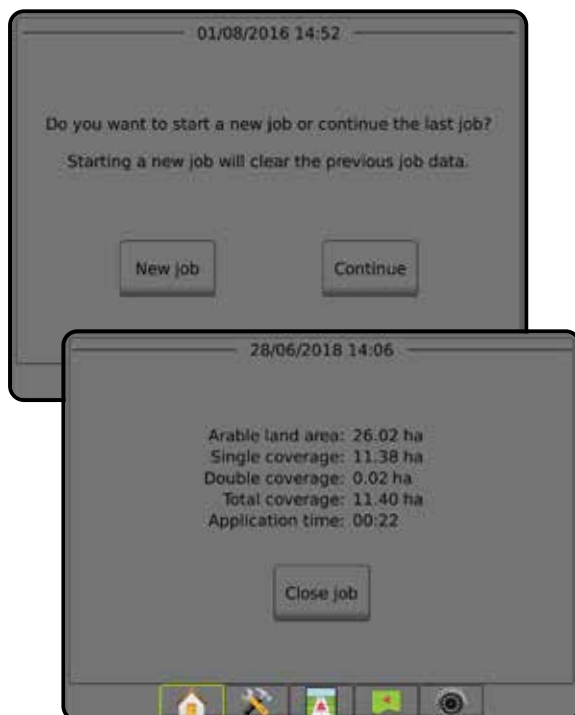 01/08/2016 14:52
Do you want to start a new job or continue the last job?
Starting a new job will clear the previous job data.
New job
Continue
28/06/2018 14:06
Arable land area: 26.02 ha
Single coverage: 11.38 ha
Double coverage: 0.02 ha
Total coverage: 11.40 ha
Application time: 00:22
Close job